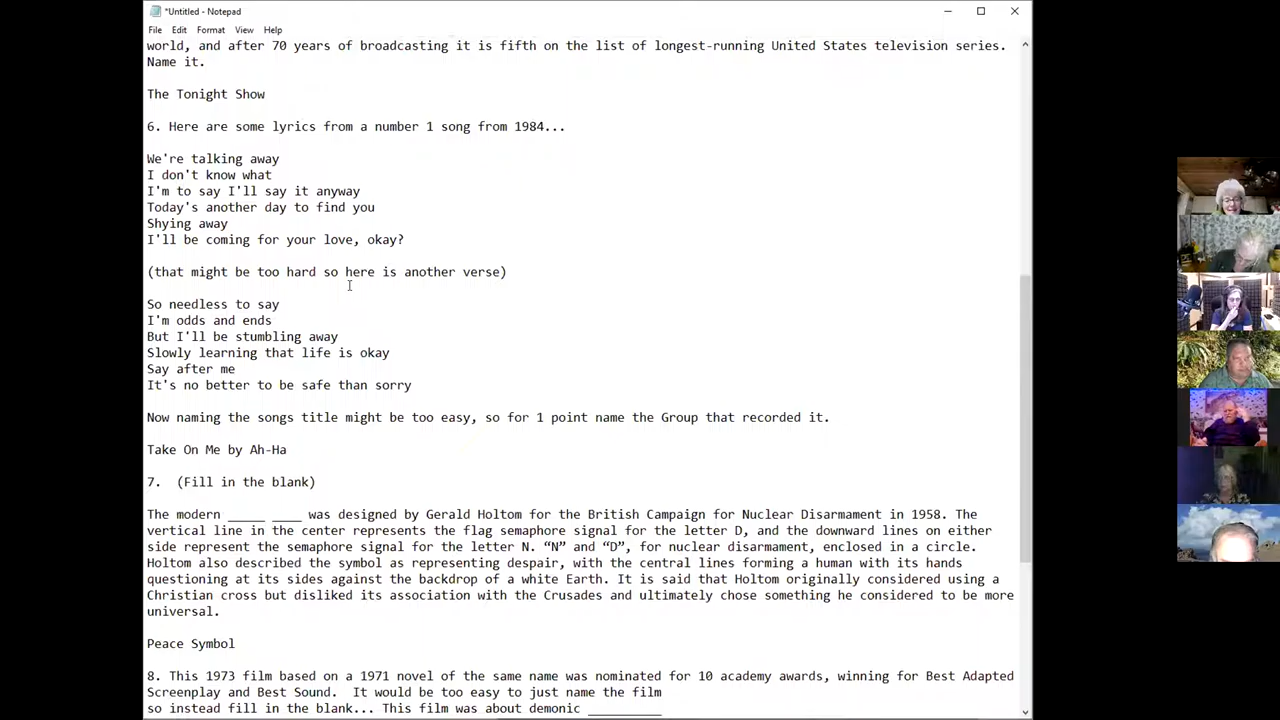 *Untitled - Notepad
File Edit Format View Help
world, and after 70 years of broadcasting it is fifth on the list of longest-running United States television series.
Name it.
The Tonight Show
6. Here are some lyrics from a number 1 song from 1984...
We're talking away
I don't know what
I'm to say I'll say it anyway
Today's another day to find you
Shying away
I'll be coming for your love, okay?
(that might be too hard so here is another verse)
So needless to say
I'm odds and ends
But I'll be stumbling away
Slowly learning that life is okay
Say after me
It's no better to be safe than sorry
Now naming the songs title might be too easy, so for 1 point name the Group that recorded it.
Take On Me by Ah-Ha
7.  (Fill in the blank)
The modern _____ ____ was designed by Gerald Holtom for the British Campaign for Nuclear Disarmament in 1958. The
vertical line in the center represents the flag semaphore signal for the letter D, and the downward lines on either
side represent the semaphore signal for the letter N. “N” and “D”, for nuclear disarmament, enclosed in a circle.
Holtom also described the symbol as representing despair, with the central lines forming a human with its hands
questioning at its sides against the backdrop of a white Earth. It is said that Holtom originally considered using a
Christian cross but disliked its association with the Crusades and ultimately chose something he considered to be more
universal.
Peace Symbol
8. This 1973 film based on a 1971 novel of the same name was nominated for 10 academy awards, winning for Best Adapted
Screenplay and Best Sound.  It would be too easy to just name the film
so instead fill in the blank... This film was about demonic __________